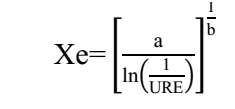 Xe= [ a / ln( 1 / URE ) ]^(1/b)